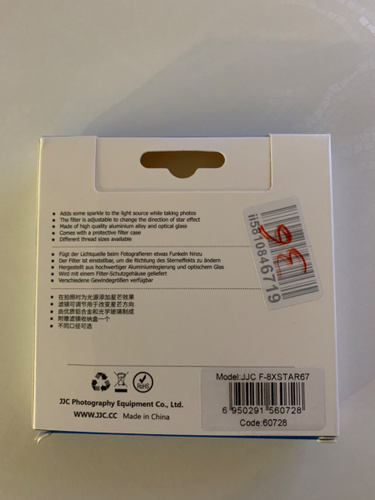 Adds some sparkle to the light source while taking photos
The filter is adjustable to change the direction of star effect
Made of high quality aluminium alloy and optical glass
Comes with a protective filter case
Different thread sizes available
Fügt der Lichtquelle beim Fotografieren etwas Funkeln hinzu
Der Filter ist einstellbar, um die Richtung des Sterneffekts zu ändern
Hergestellt aus hochwertiger Aluminiumlegierung und optischem Glas
Wird mit einem Filter-Schutzgehäuse geliefert
Verschiedene Gewindegrößen verfügbar
在拍照时为光源添加星芒效果
滤镜可调节用于改变星芒方向
由优质铝合金和光学玻璃制成
附赠滤镜收纳盒一个
不同口径可选
ii5810846719
36
RoHS
JJC Photography Equipment Co., Ltd.
WWW.JJC.CC Made in China
Model:JJC F-8XSTAR67
6 950291 560728
Code:60728